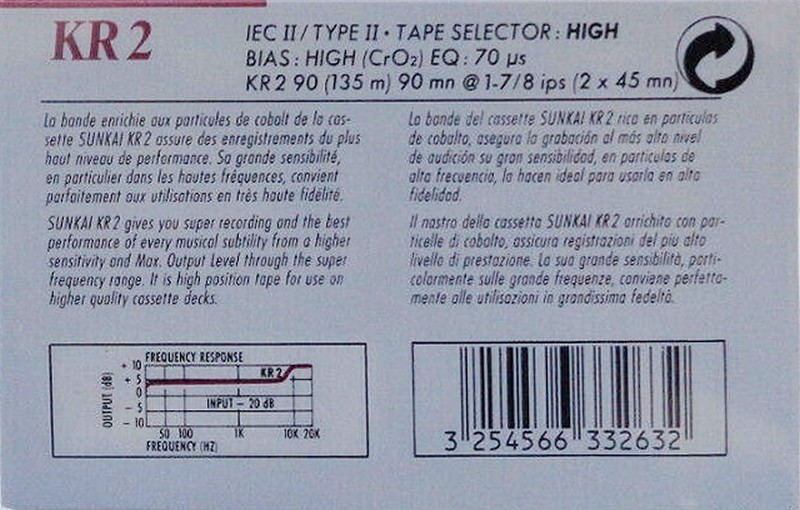 KR 2
IEC II / TYPE II • TAPE SELECTOR : HIGH
BIAS : HIGH (CrO₂) EQ : 70 µs
KR 2 90 (135 m) 90 mn @ 1-7/8 ips (2 x 45 mn)
La bande enrichie aux particules de cobalt de la cas-
sette SUNKAI KR 2 assure des enregistrements du plus
haut niveau de performance. Sa grande sensibilité,
en particulier dans les hautes fréquences, convient
parfaitement aux utilisations en très haute fidélité.
SUNKAI KR 2 gives you super recording and the best
performance of every musical subtility from a higher
sensitivity and Max. Output Level through the super
frequency range. It is high position tape for use on
higher quality cassette decks.
La banda del cassette SUNKAI KR 2 rica en particulas
de cobalto, asegura la grabación al más alto nivel
de audición su gran sensibilidad, en particulas de
alta frecuencia, la hacen ideal para usarla en alta
fidelidad.
Il nastro della cassetta SUNKAI KR 2 arrichito con par-
ticelle di cobalto, assicura registrazioni del piu alto
livello di prestazione. La sua grande sensibilità, parti-
colarmente sulle grande frequenze, conviene perfetta-
mente alle utilisazioni in grandissima fedeltà.
FREQUENCY RESPONSE
OUTPUT (dB)
+ 10
+ 5
0
– 5
– 10
KR 2
INPUT – 20 dB
50 100 1K 10K 20K
FREQUENCY (HZ)
3 254566 332632